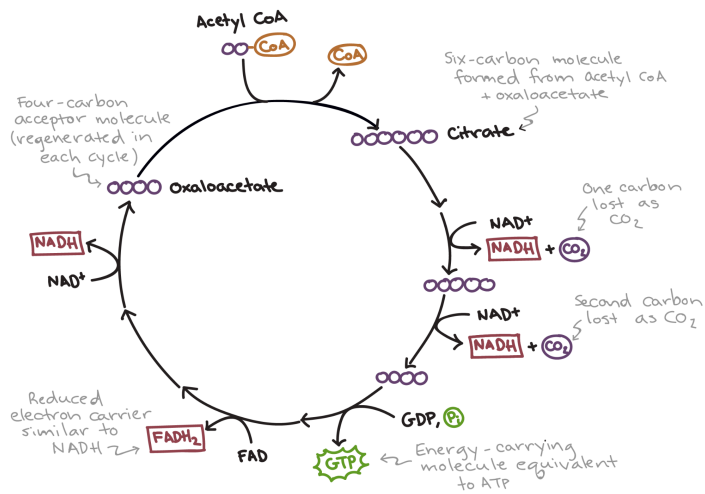 Acetyl CoA
CoA
CoA
Six-carbon molecule
formed from acetyl CoA
+ oxaloacetate
Citrate
Four-carbon
acceptor molecule
(regenerated in
each cycle)
Oxaloacetate
One carbon
lost as
CO2
NAD+
NADH + CO2
Second carbon
lost as CO2
NAD+
NADH + CO2
GDP, Pi
GTP
Energy-carrying
molecule equivalent
to ATP
FAD
FADH2
Reduced
electron carrier
similar to
NADH
NAD+
NADH